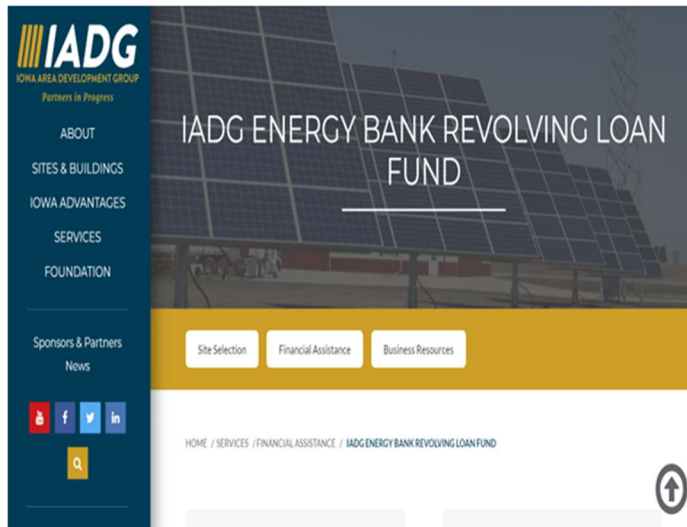 IADG
IOWA AREA DEVELOPMENT GROUP
Partners in Progress
ABOUT
SITES & BUILDINGS
IOWA ADVANTAGES
SERVICES
FOUNDATION
Sponsors & Partners
News
IADG ENERGY BANK REVOLVING LOAN
FUND
Site Selection Financial Assistance Business Resources
HOME / SERVICES / FINANCIAL ASSISTANCE / IADG ENERGY BANK REVOLVING LOAN FUND